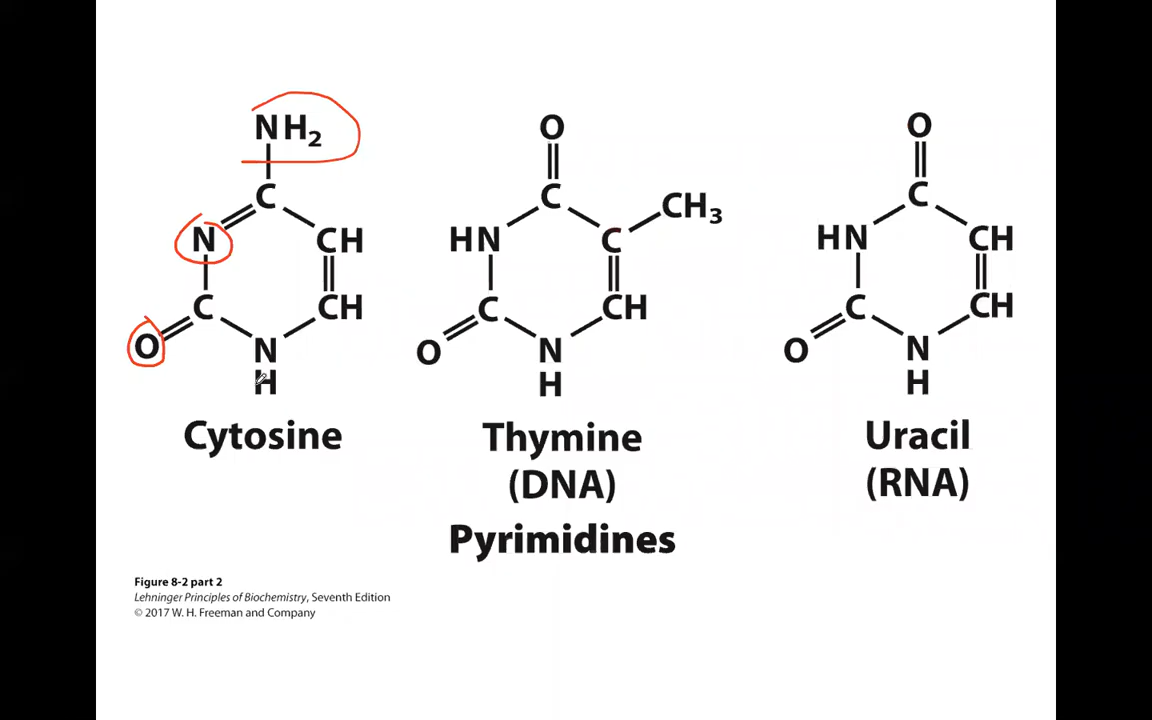 NH2
C
N
CH
C
CH
O
N
H
Cytosine
O
C
CH3
HN
C
C
CH
O
N
H
Thymine
(DNA)
O
C
HN
CH
C
CH
O
N
H
Uracil
(RNA)
Pyrimidines
Figure 8-2 part 2
Lehninger Principles of Biochemistry, Seventh Edition
© 2017 W. H. Freeman and Company